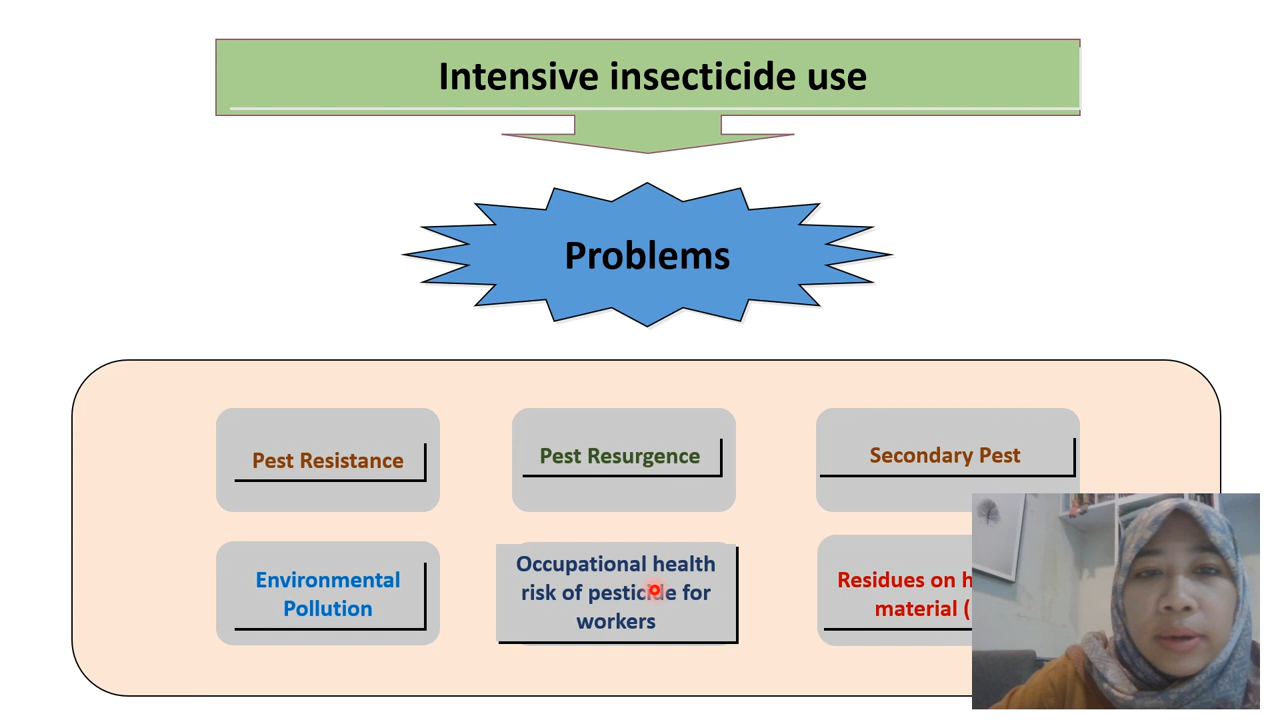 Intensive insecticide use
Problems
Pest Resistance
Pest Resurgence
Secondary Pest
Environmental
Pollution
Occupational health
risk of pesticide for
workers
Residues on
material (